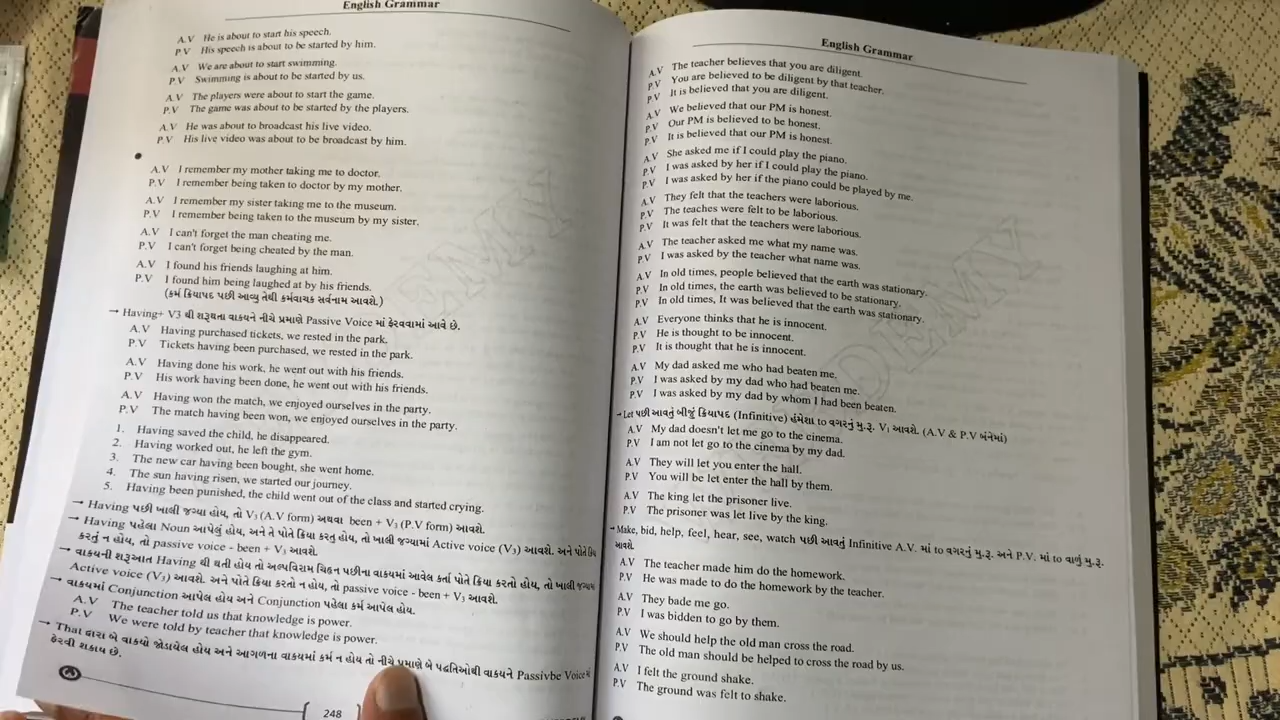 English Grammar
A.V He is about to start his speech.
P.V His speech is about to be started by him.
A.V We are about to start swimming.
P.V Swimming is about to be started by us.
A.V The players were about to start the game.
P.V The game was about to be started by the players.
A.V He was about to broadcast his live video.
P.V His live video was about to be broadcast by him.
A.V I remember my mother taking me to doctor.
P.V I remember being taken to doctor by my mother.
A.V I remember my sister taking me to the museum.
P.V I remember being taken to the museum by my sister.
A.V I can't forget the man cheating me.
P.V I can't forget being cheated by the man.
A.V I found his friends laughing at him.
P.V I found him being laughed at by his friends.
(કર્મ ક્રિયાપદ પછી આવ્યુ તેથી કર્મવાચક સર્વનામ આવશે.)
→ Having+ V3 થી શરૂથતા વાક્યને નીચે પ્રમાણે Passive Voice માં ફેરવવામાં આવે છે.
A.V Having purchased tickets, we rested in the park.
P.V Tickets having been purchased, we rested in the park.
A.V Having done his work, he went out with his friends.
P.V His work having been done, he went out with his friends.
A.V Having won the match, we enjoyed ourselves in the party.
P.V The match having been won, we enjoyed ourselves in the party.
1. Having saved the child, he disappeared.
2. Having worked out, he left the gym.
3. The new car having been bought, she went home.
4. The sun having risen, we started our journey.
5. Having been punished, the child went out of the class and started crying.
→ Having પછી ખાલી જગ્યા હોય, તો V₃ (A.V form) અથવા been + V₃ (P.V form) આવશે.
→ Having પહેલા Noun આપેલું હોય, અને તે પોતે ક્રિયા કરતુ હોય, તો ખાલી જગ્યામાં Active voice (V₃) આવશે. અને પોતે ક્રિયા
કરતું ન હોય, તો passive voice - been + V₃ આવશે.
→ વાક્યની શરૂઆત Having થી થતી હોય તો અલ્પવિરામ ચિહ્ન પછીના વાક્યમાં આવેલ કર્તા પોતે ક્રિયા કરતો હોય, તો ખાલી જગ્યામાં
Active voice (V₃) આવશે. અને પોતે ક્રિયા કરતો ન હોય, તો passive voice - been + V₃ આવશે.
→ વાક્યમાં Conjunction આપેલ હોય અને Conjunction પહેલા કર્મ આપેલ હોય.
A.V The teacher told us that knowledge is power.
P.V We were told by teacher that knowledge is power.
→ That દ્વારા બે વાક્યો જોડાયેલ હોય અને આગળના વાક્યમાં કર્મ ન હોય તો નીચે પ્રમાણે બે પદ્ધતિઓથી વાક્યને Passivbe Voice માં
ફેરવી શકાય છે.
248
English Grammar
A.V The teacher believes that you are diligent.
P.V You are believed to be diligent by that teacher.
P.V It is believed that you are diligent.
A.V We believed that our PM is honest.
P.V Our PM is believed to be honest.
P.V It is believed that our PM is honest.
A.V She asked me if I could play the piano.
P.V I was asked by her if I could play the piano.
P.V I was asked by her if the piano could be played by me.
A.V They felt that the teachers were laborious.
P.V The teaches were felt to be laborious.
P.V It was felt that the teachers were laborious.
A.V The teacher asked me what my name was.
P.V I was asked by the teacher what name was.
A.V In old times, people believed that the earth was stationary.
P.V In old times, the earth was believed to be stationary.
P.V In old times, It was believed that the earth was stationary.
A.V Everyone thinks that he is innocent.
P.V He is thought to be innocent.
P.V It is thought that he is innocent.
A.V My dad asked me who had beaten me.
P.V I was asked by my dad who had beaten me.
P.V I was asked by my dad by whom I had been beaten.
→ Let પછી આવતું બીજું ક્રિયાપદ (Infinitive) હંમેશા to વગરનું મુ.રૂ. V₁ આવશે. (A.V & P.V બંનેમાં)
A.V My dad doesn't let me go to the cinema.
P.V I am not let go to the cinema by my dad.
A.V They will let you enter the hall.
P.V You will be let enter the hall by them.
A.V The king let the prisoner live.
P.V The prisoner was let live by the king.
→ Make, bid, help, feel, hear, see, watch પછી આવતું Infinitive A.V. માં to વગરનું મુ.રૂ. અને P.V. માં to વાળું મુ.રૂ.
આવશે.
A.V The teacher made him do the homework.
P.V He was made to do the homework by the teacher.
A.V They bade me go.
P.V I was bidden to go by them.
A.V We should help the old man cross the road.
P.V The old man should be helped to cross the road by us.
A.V I felt the ground shake.
P.V The ground was felt to shake.